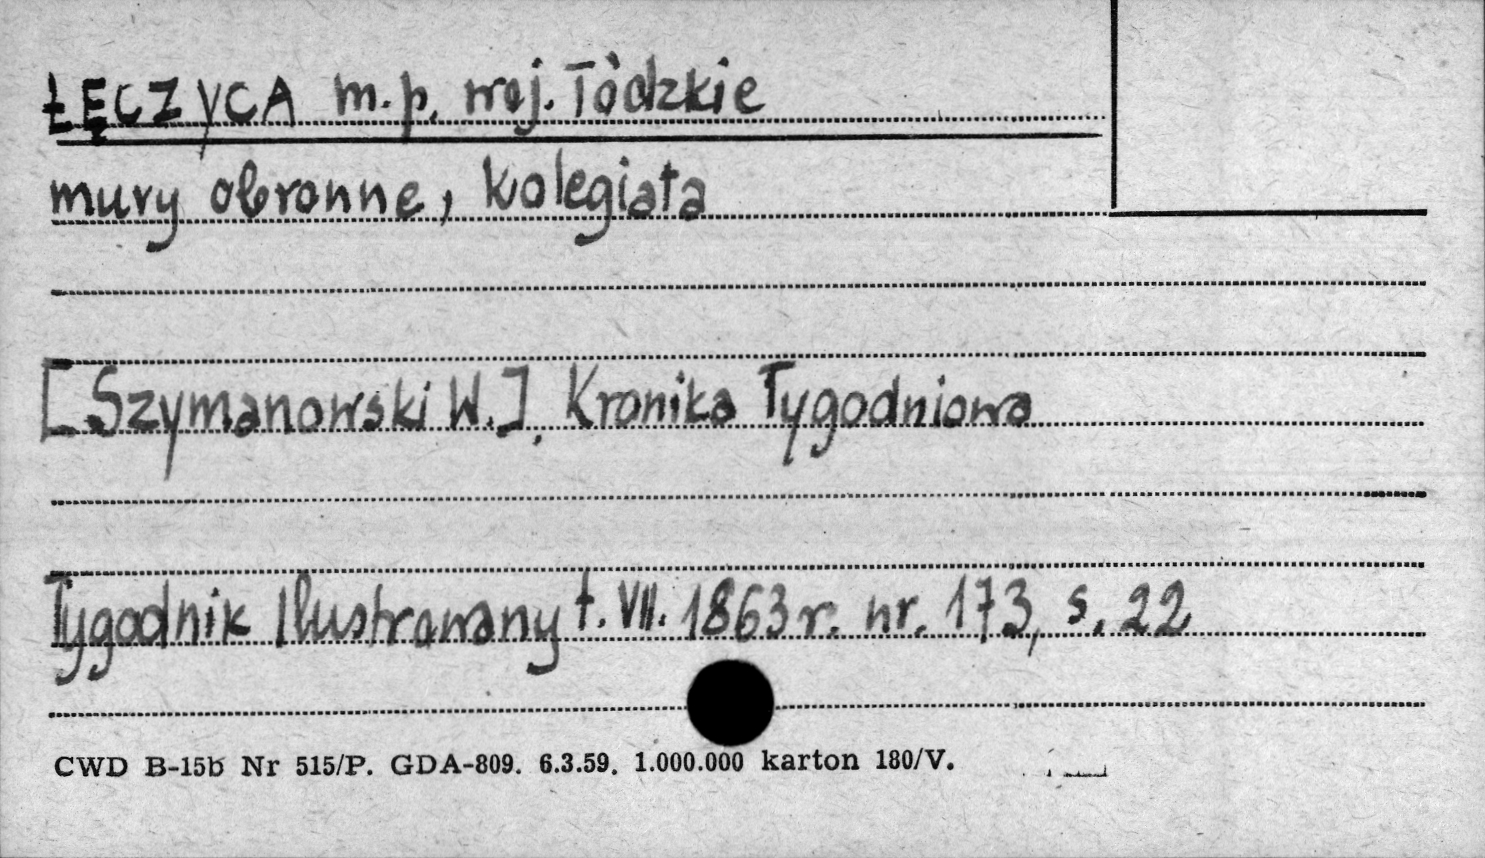 ŁĘCZYCA m.p. woj. Łódzkie
mury obronne, kolegiata
[Szymanowski W.], Kronika Tygodniowa
Tygodnik Ilustrowany t. VII. 1863 r. nr. 173, s. 22
CWD B-15b Nr 515/P. GDA-809. 6.3.59. 1.000.000 karton 180/V.